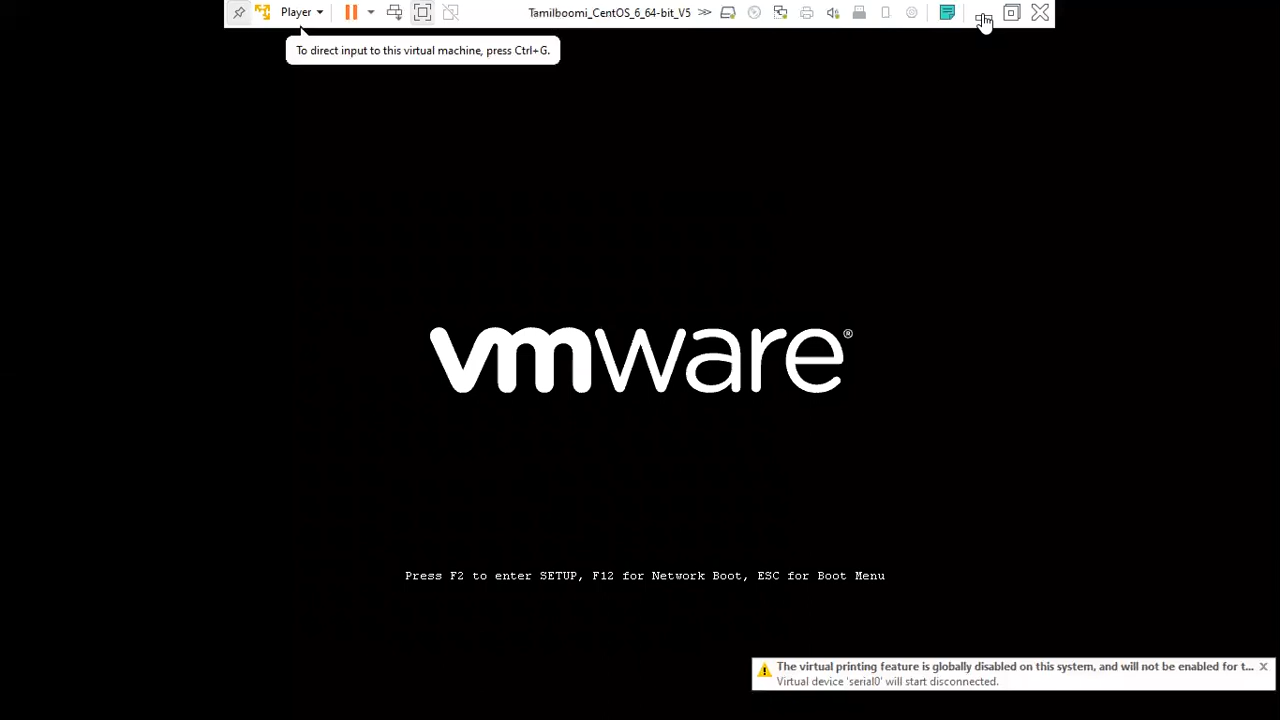 Player
Tamilboomi_CentOS_6_64-bit_V5
To direct input to this virtual machine, press Ctrl+G.
vmware®
Press F2 to enter SETUP, F12 for Network Boot, ESC for Boot Menu
The virtual printing feature is globally disabled on this system, and will not be enabled for t...
Virtual device 'serial0' will start disconnected.